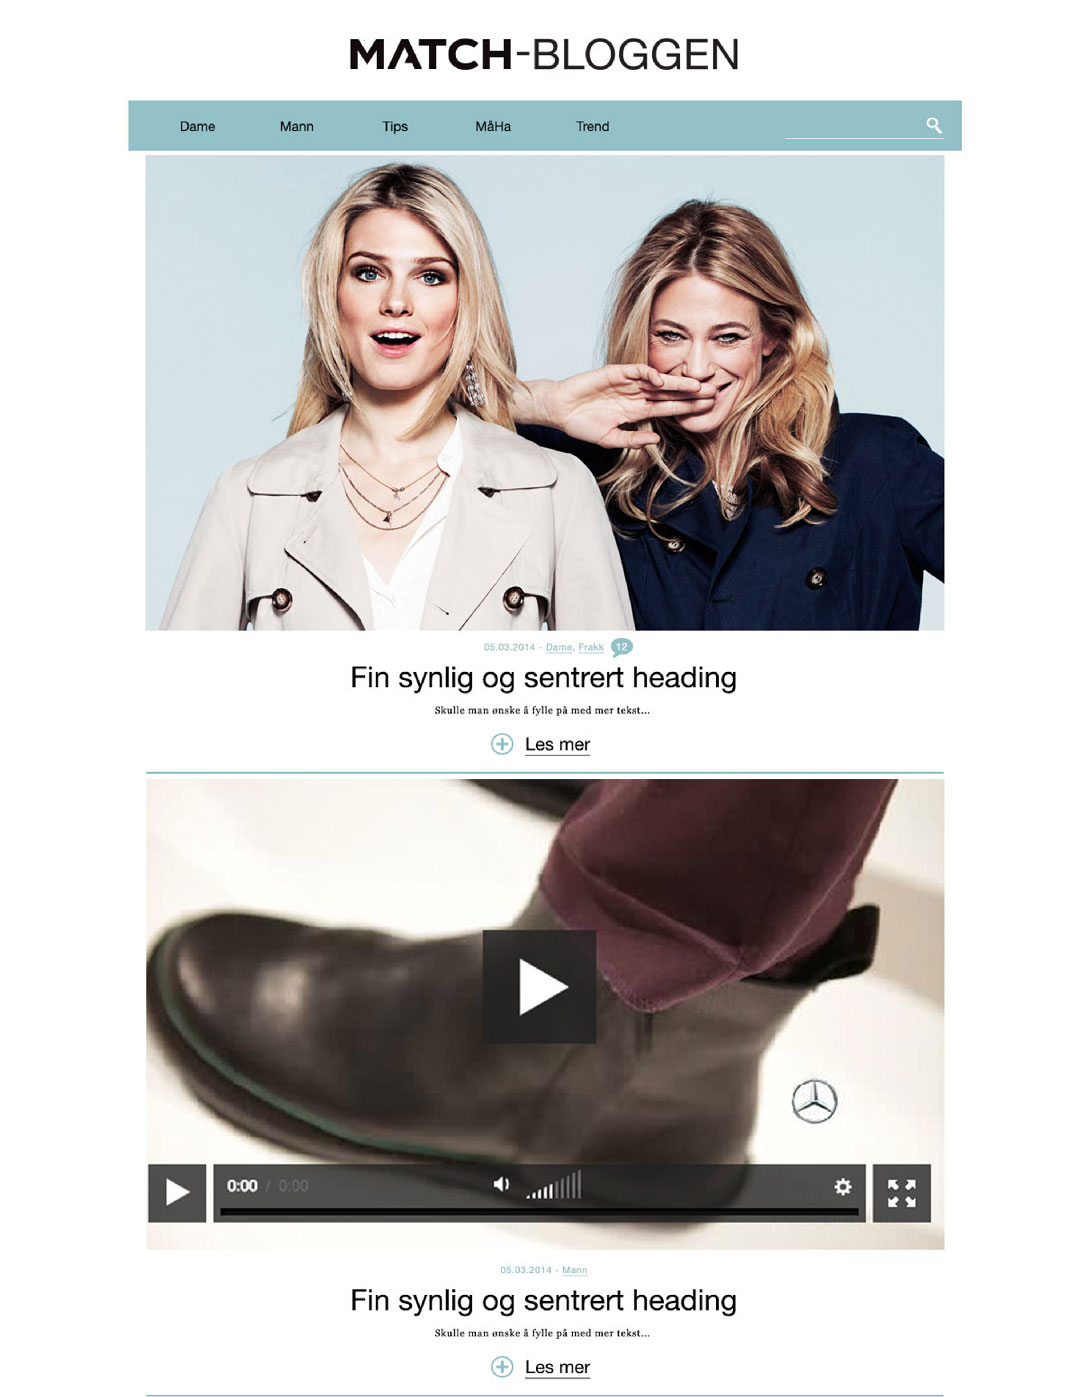 MATCH-BLOGGEN
Dame Mann Tips MåHa Trend
05.03.2014 - Dame, Frakk 12
Fin synlig og sentrert heading
Skulle man ønske å fylle på med mer tekst...
Les mer
0:00 / 0:00
05.03.2014 - Mann
Fin synlig og sentrert heading
Skulle man ønske å fylle på med mer tekst...
Les mer